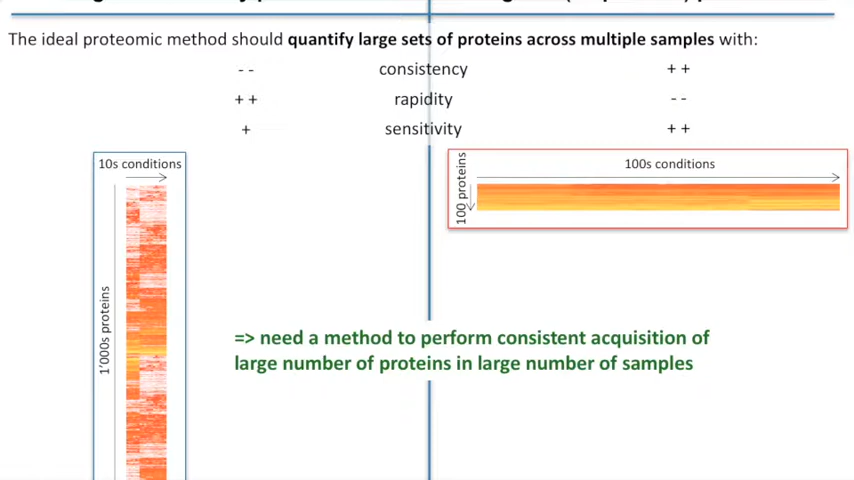 The ideal proteomic method should quantify large sets of proteins across multiple samples with:
- - consistency + +
+ + rapidity - -
+ sensitivity + +
10s conditions
1'000s proteins
100s conditions
100 proteins
=> need a method to perform consistent acquisition of
large number of proteins in large number of samples